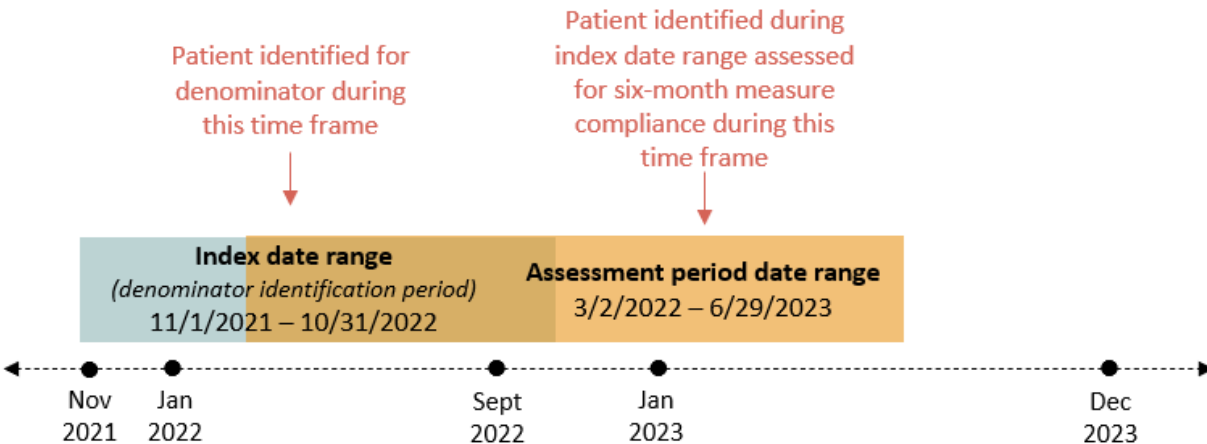 Patient identified for
denominator during
this time frame
Patient identified during
index date range assessed
for six-month measure
compliance during this
time frame
Index date range
(denominator identification period)
11/1/2021 – 10/31/2022
Assessment period date range
3/2/2022 – 6/29/2023
Nov
2021
Jan
2022
Sept
2022
Jan
2023
Dec
2023